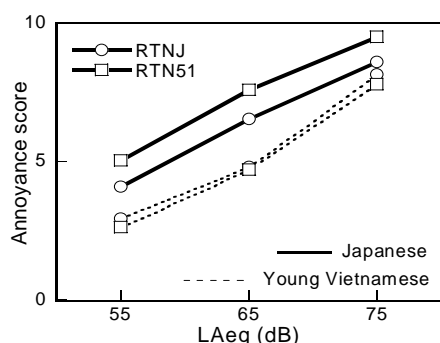 10
RTNJ
RTN51
Annoyance score
5
Japanese
Young Vietnamese
0
55 65 75
LAeq (dB)